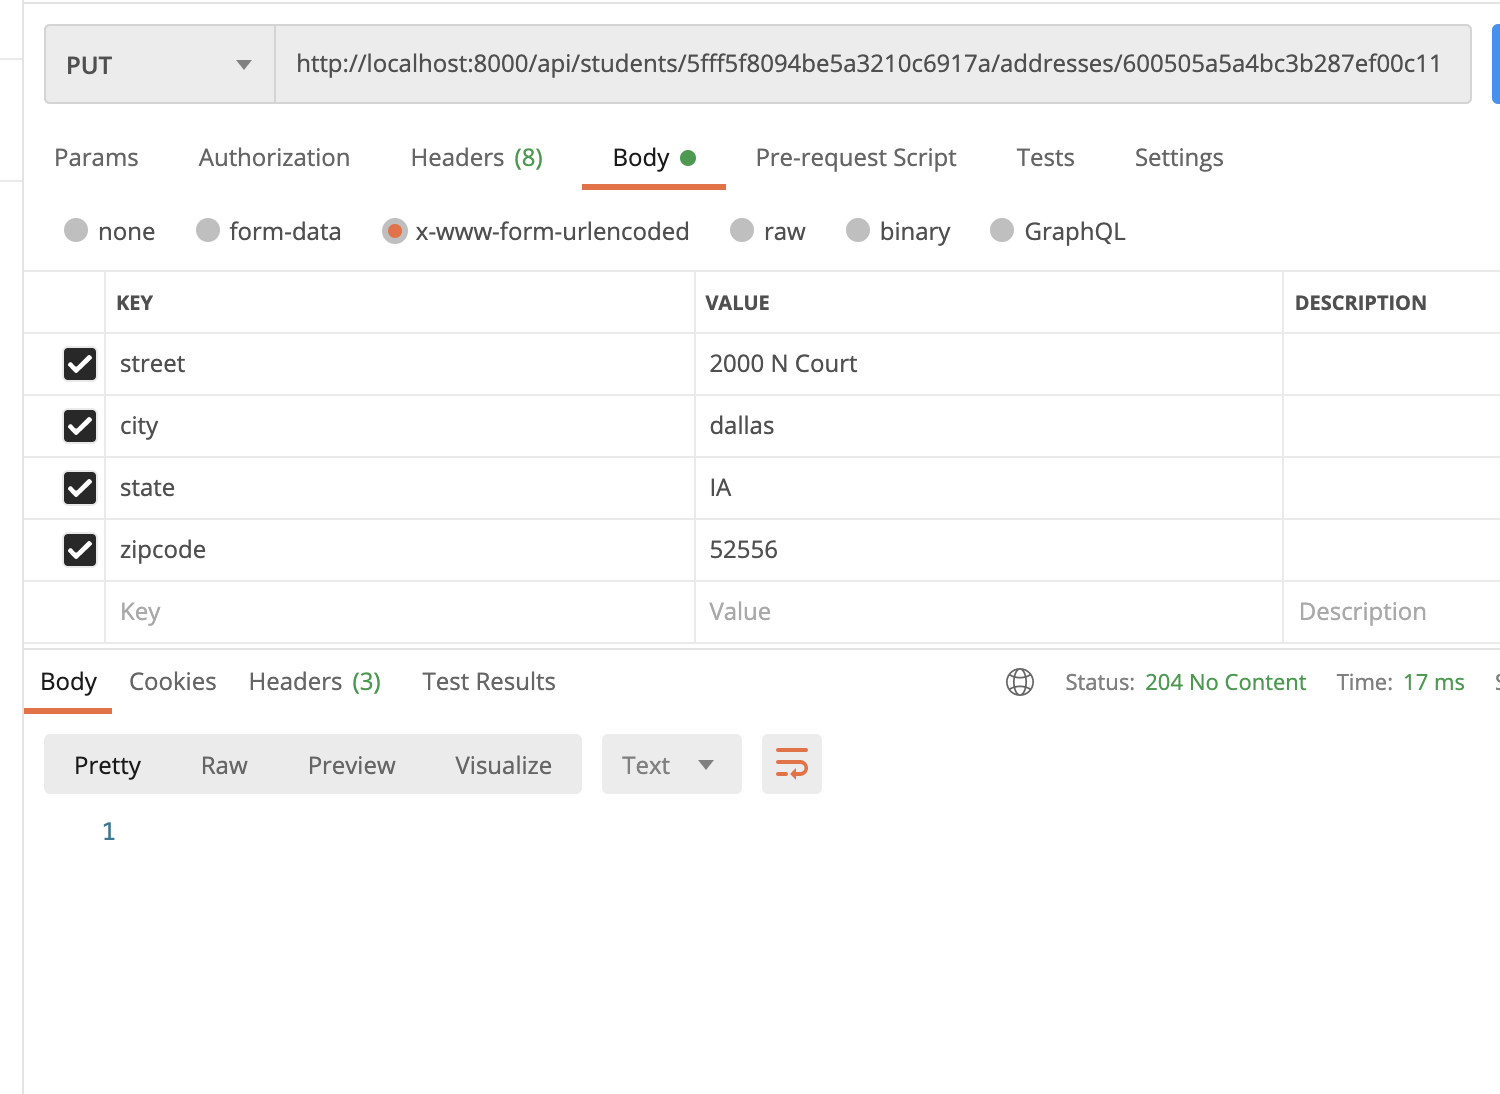 PUT http://localhost:8000/api/students/5fff5f8094be5a3210c6917a/addresses/600505a5a4bc3b287ef00c11
Params Authorization Headers (8) Body Pre-request Script Tests Settings
none form-data x-www-form-urlencoded raw binary GraphQL
KEY VALUE DESCRIPTION
street 2000 N Court
city dallas
state IA
zipcode 52556
Key Value Description
Body Cookies Headers (3) Test Results Status: 204 No Content Time: 17 ms
Pretty Raw Preview Visualize Text
1